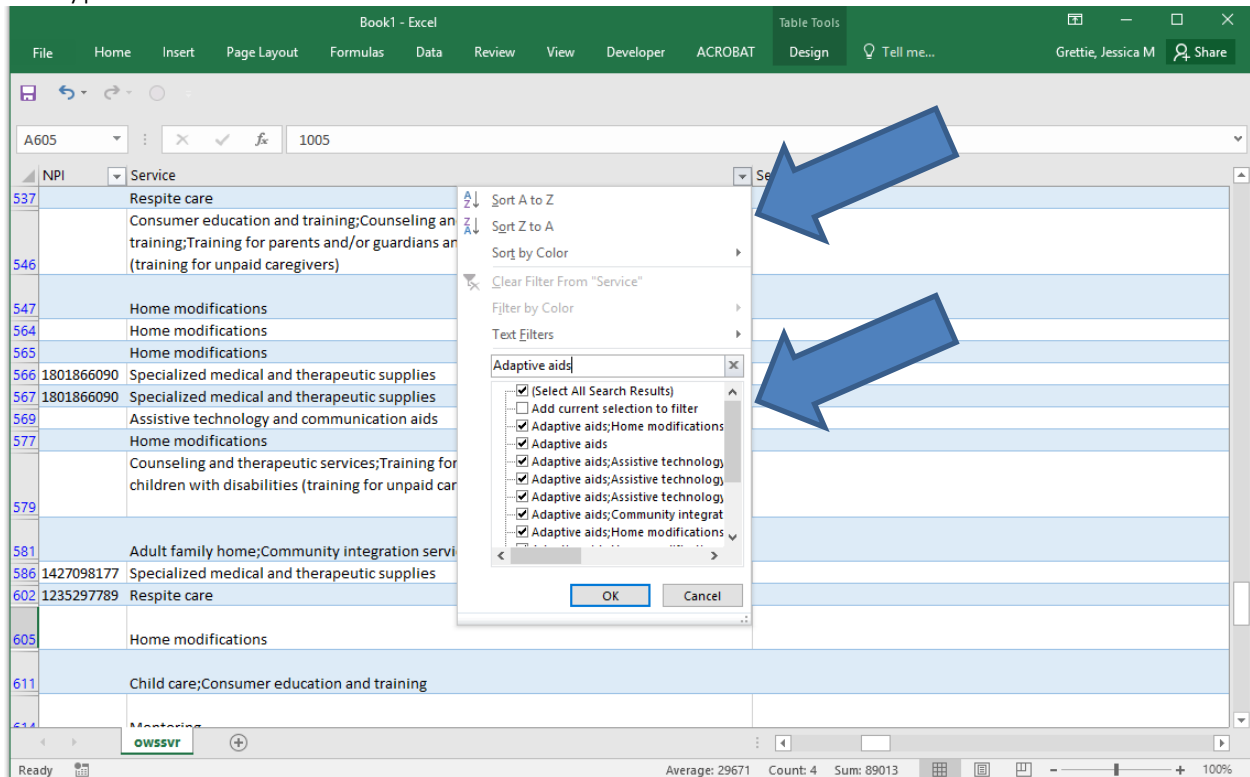 Book1 - Excel
Table Tools
File Home Insert Page Layout Formulas Data Review View Developer ACROBAT Design Tell me... Grettie, Jessica M Share
A605 fx 1005
NPI Service
537 Respite care
Consumer education and training;Counseling an
training;Training for parents and/or guardians an
546 (training for unpaid caregivers)
547 Home modifications
564 Home modifications
565 Home modifications
566 1801866090 Specialized medical and therapeutic supplies
567 1801866090 Specialized medical and therapeutic supplies
569 Assistive technology and communication aids
577 Home modifications
Counseling and therapeutic services;Training for
children with disabilities (training for unpaid car
579
581 Adult family home;Community integration servi
586 1427098177 Specialized medical and therapeutic supplies
602 1235297789 Respite care
605 Home modifications
611 Child care;Consumer education and training
614 Mentoring
Sort A to Z
Sort Z to A
Sort by Color
Clear Filter From "Service"
Filter by Color
Text Filters
Adaptive aids
(Select All Search Results)
Add current selection to filter
Adaptive aids;Home modifications
Adaptive aids
Adaptive aids;Assistive technology
Adaptive aids;Assistive technology
Adaptive aids;Assistive technology
Adaptive aids;Community integrat
Adaptive aids;Home modifications
OK Cancel
owssvr
Ready Average: 29671 Count: 4 Sum: 89013 100%